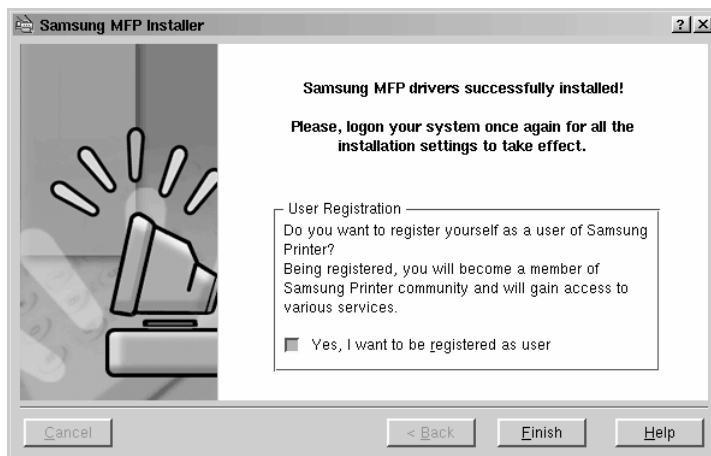 Samsung MFP Installer
Samsung MFP drivers successfully installed!
Please, logon your system once again for all the
installation settings to take effect.
User Registration
Do you want to register yourself as a user of Samsung
Printer?
Being registered, you will become a member of
Samsung Printer community and will gain access to
various services.
Yes, I want to be registered as user
Cancel
< Back
Finish
Help